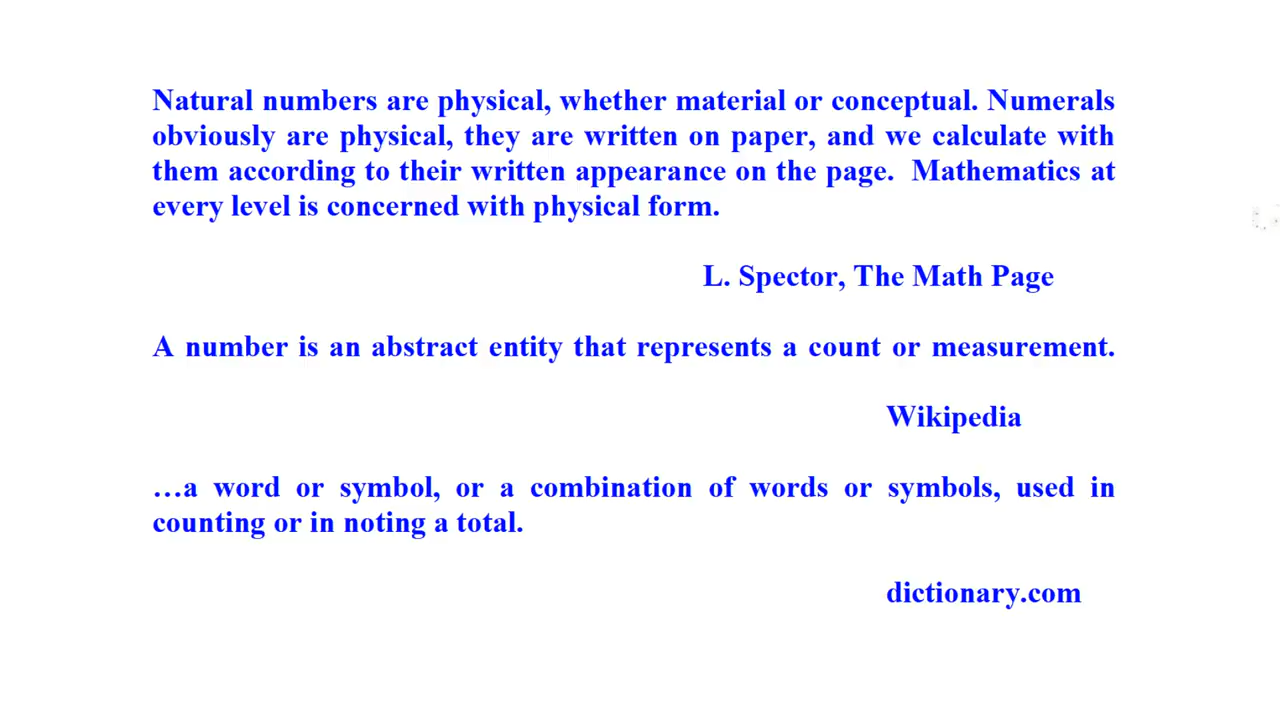 Natural numbers are physical, whether material or conceptual. Numerals
obviously are physical, they are written on paper, and we calculate with
them according to their written appearance on the page.  Mathematics at
every level is concerned with physical form.
L. Spector, The Math Page
A number is an abstract entity that represents a count or measurement.
Wikipedia
…a word or symbol, or a combination of words or symbols, used in
counting or in noting a total.
dictionary.com